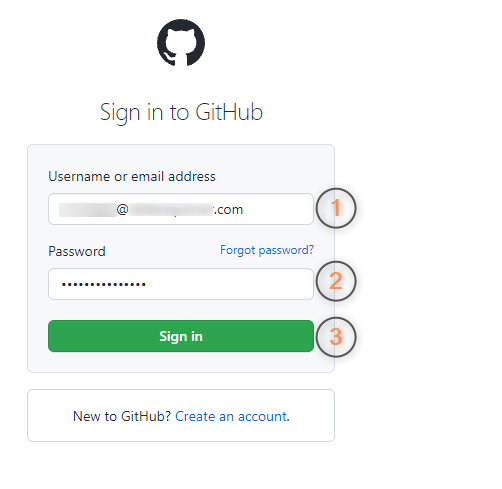 Sign in to GitHub
Username or email address
@ .com
1
Password
Forgot password?
2
Sign in
3
New to GitHub? Create an account.